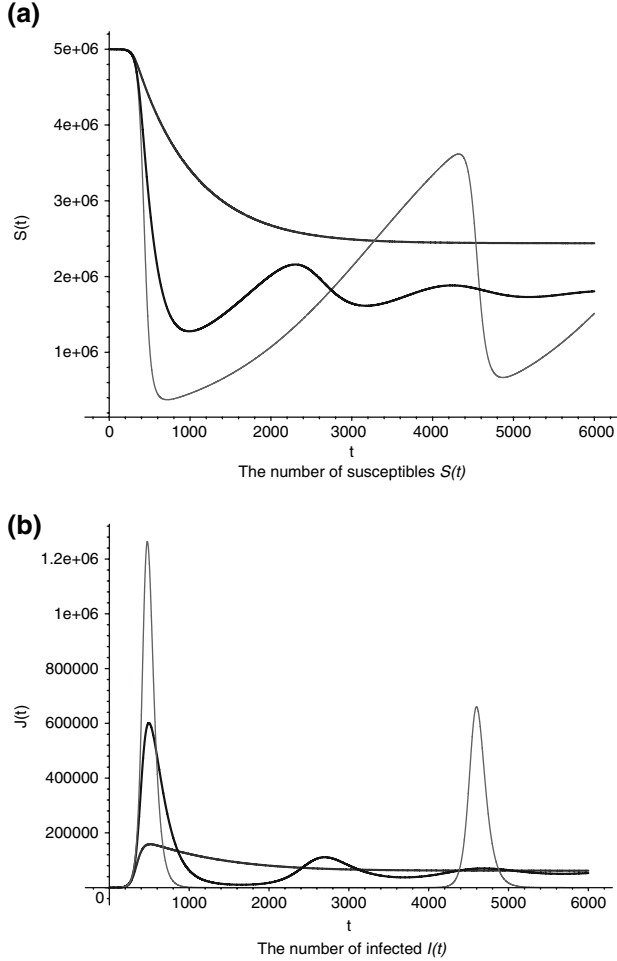 (a)
5e+06
4e+06
3e+06
S(t)
2e+06
1e+06
0 1000 2000 3000 4000 5000 6000
t
The number of susceptibles S(t)
(b)
1.2e+06
1e+06
800000
J(t)
600000
400000
200000
0 1000 2000 3000 4000 5000 6000
t
The number of infected I(t)